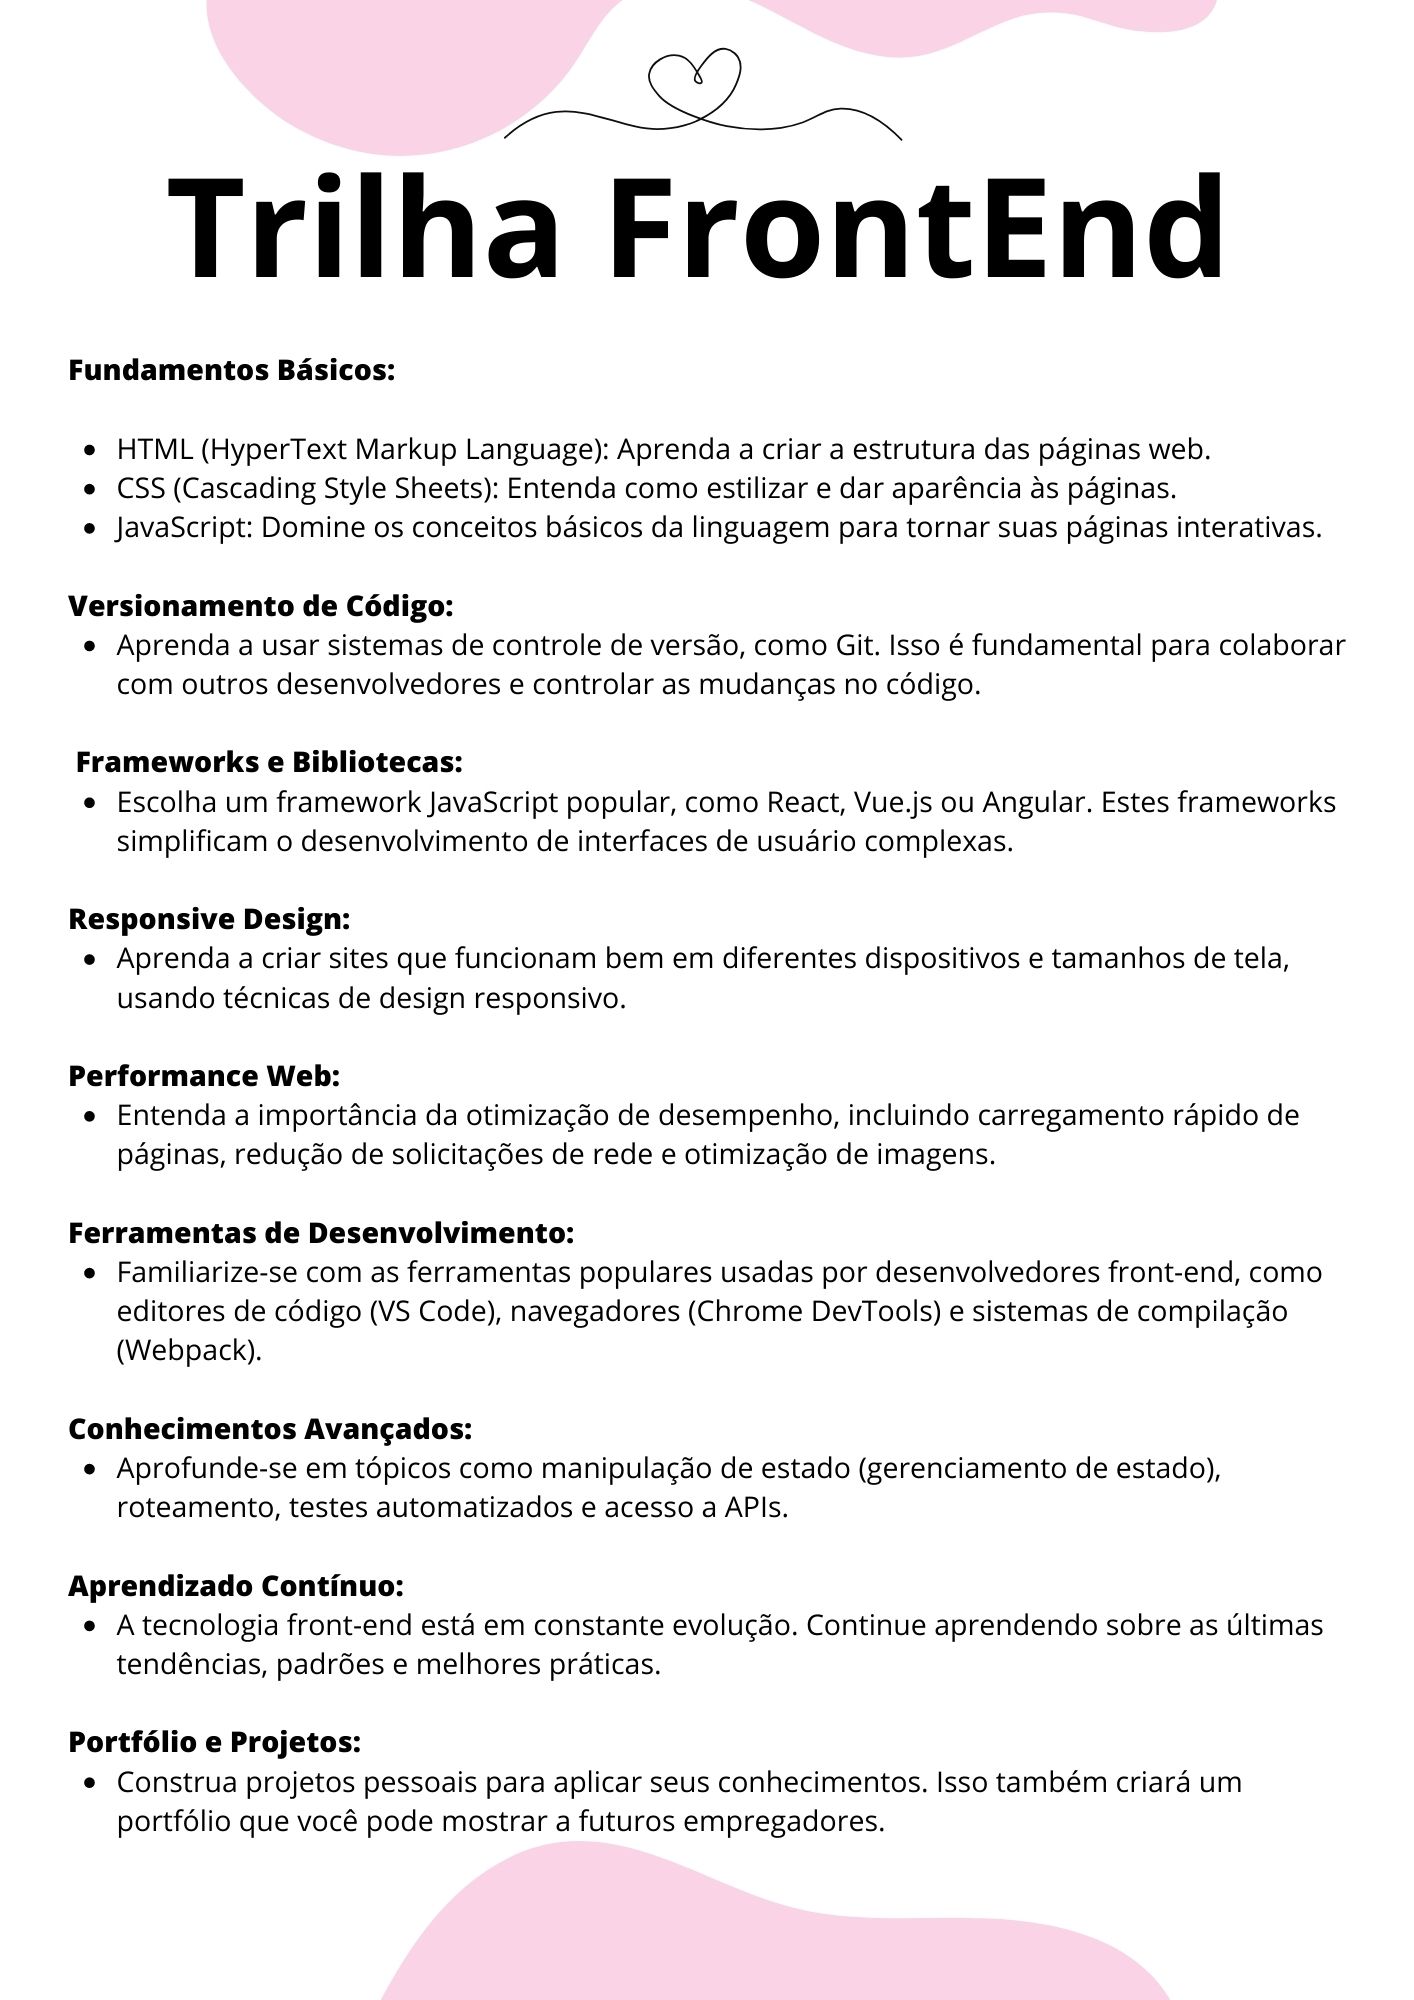 Trilha FrontEnd
Fundamentos Básicos:
• HTML (HyperText Markup Language): Aprenda a criar a estrutura das páginas web.
• CSS (Cascading Style Sheets): Entenda como estilizar e dar aparência às páginas.
• JavaScript: Domine os conceitos básicos da linguagem para tornar suas páginas interativas.
Versionamento de Código:
• Aprenda a usar sistemas de controle de versão, como Git. Isso é fundamental para colaborar
com outros desenvolvedores e controlar as mudanças no código.
Frameworks e Bibliotecas:
• Escolha um framework JavaScript popular, como React, Vue.js ou Angular. Estes frameworks
simplificam o desenvolvimento de interfaces de usuário complexas.
Responsive Design:
• Aprenda a criar sites que funcionam bem em diferentes dispositivos e tamanhos de tela,
usando técnicas de design responsivo.
Performance Web:
• Entenda a importância da otimização de desempenho, incluindo carregamento rápido de
páginas, redução de solicitações de rede e otimização de imagens.
Ferramentas de Desenvolvimento:
• Familiarize-se com as ferramentas populares usadas por desenvolvedores front-end, como
editores de código (VS Code), navegadores (Chrome DevTools) e sistemas de compilação
(Webpack).
Conhecimentos Avançados:
• Aprofunde-se em tópicos como manipulação de estado (gerenciamento de estado),
roteamento, testes automatizados e acesso a APIs.
Aprendizado Contínuo:
• A tecnologia front-end está em constante evolução. Continue aprendendo sobre as últimas
tendências, padrões e melhores práticas.
Portfólio e Projetos:
• Construa projetos pessoais para aplicar seus conhecimentos. Isso também criará um
portfólio que você pode mostrar a futuros empregadores.